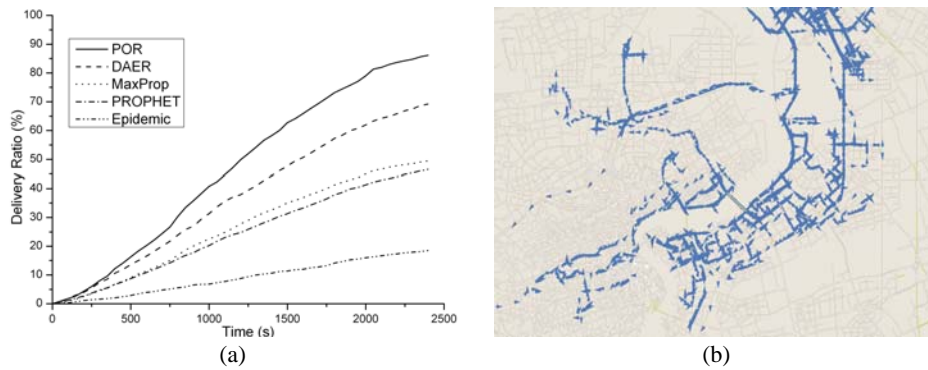 100
90
80
70
60
50
40
30
20
10
0
Delivery Ratio (%)
POR
DAER
MaxProp
PROPHET
Epidemic
0 500 1000 1500 2000 2500
Time (s)
(a)
(b)